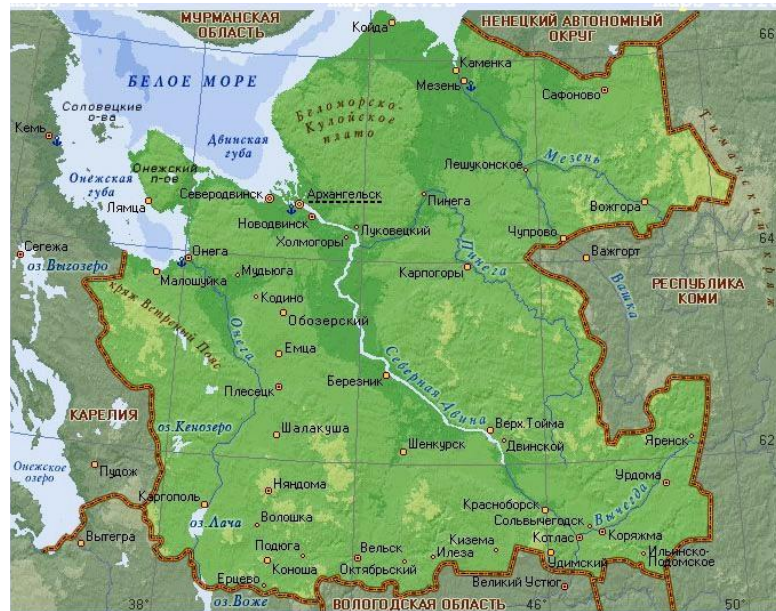 МУРМАНСКАЯ
ОБЛАСТЬ
НЕНЕЦКИЙ АВТОНОМНЫЙ
ОКРУГ
66
Койда
Каменка
Мезень
Сафоново
БЕЛОЕ МОРЕ
Соловецкие
о-ва
Беломорско-
Кулойское
плато
Кемь
Двинская
губа
Тиманский кряж
Онежский
п-ов
Онежская
губа
Лешуконское
Мезень
Лямца
Северодвинск
Архангельск
Пинега
Вожгора
Новодвинск
Луковецкий
Холмогоры
Чупрово
64
Сегежа
Онега
оз.Выгозеро
Малошуйка
Мудьюга
Карпогоры
Пинега
Важгорт
РЕСПУБЛИКА
КОМИ
Вашка
Кодино
Обозерский
кряж Ветреный Пояс
Онега
Емца
Северная Двина
Плесецк
Березник
КАРЕЛИЯ
оз.Кенозеро
Шалакуша
Верх.Тойма
Двинской
Яренск
62
Шенкурск
Онежское
озеро
Пудож
Урдома
Няндома
Каргополь
оз.Лача
Красноборск
Вычегда
Волошка
Сольвычегодск
Коряжма
Вытегра
Подюга
Вельск
Кизема
Котлас
Илеза
Коноша
Октябрьский
Удимский
Ильинско-
Подомское
Ерцево
Великий Устюг
38°
оз.Воже
ВОЛОГОДСКАЯ ОБЛАСТЬ
46°
50°